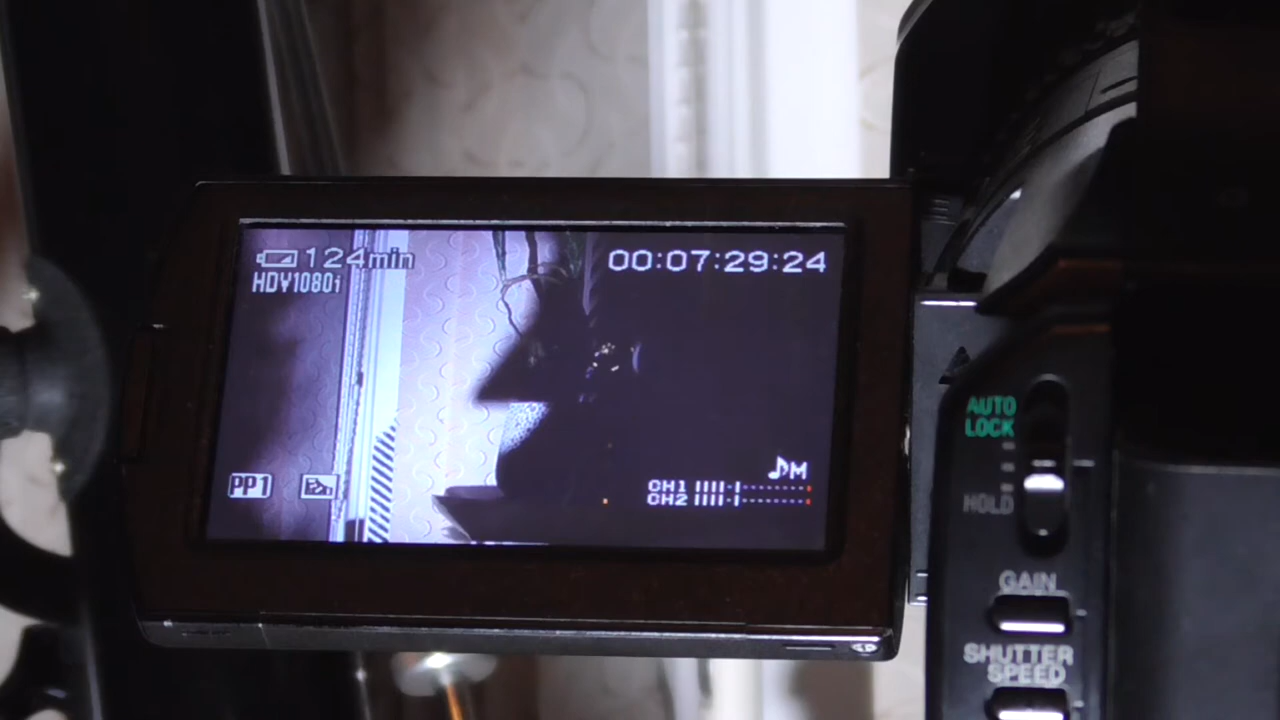 124min
00:07:29:24
HDV1080i
PP1
M
CH1
CH2
AUTO
LOCK
HOLD
GAIN
SHUTTER
SPEED